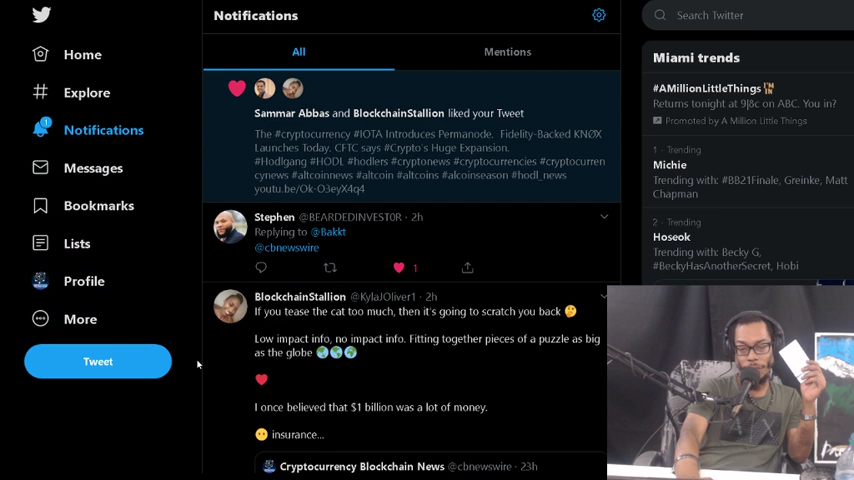 Home
Explore
1
Notifications
Messages
Bookmarks
Lists
Profile
More
Tweet
Notifications
All
Mentions
Sammar Abbas and BlockchainStallion liked your Tweet
The #cryptocurrency #IOTA Introduces Permanode. Fidelity-Backed KNØX
Launches Today. CFTC says #Crypto's Huge Expansion.
#Hodlgang #HODL #hodlers #cryptonews #cryptocurrencies #cryptocurren
cynews #altcoinnews #altcoin #altcoins #alcoinseason #hodl_news
youtu.be/Ok-O3eyX4q4
Stephen @BEARDEDINVEST0R · 2h
Replying to @Bakkt
@cbnewswire
1
BlockchainStallion @KylaJOliver1 · 2h
If you tease the cat too much, then it's going to scratch you back 🤔
Low impact info, no impact info. Fitting together pieces of a puzzle as big
as the globe 🌎🌎🌎
❤️
I once believed that $1 billion was a lot of money.
😶 insurance...
Cryptocurrency Blockchain News @cbnewswire · 23h
Search Twitter
Miami trends
#AMillionLittleThings
Returns tonight at 9|8c on ABC. You in?
Promoted by A Million Little Things
1 · Trending
Michie
Trending with: #BB21Finale, Greinke, Matt
Chapman
2 · Trending
Hoseok
Trending with: Becky G,
#BeckyHasAnotherSecret, Hobi